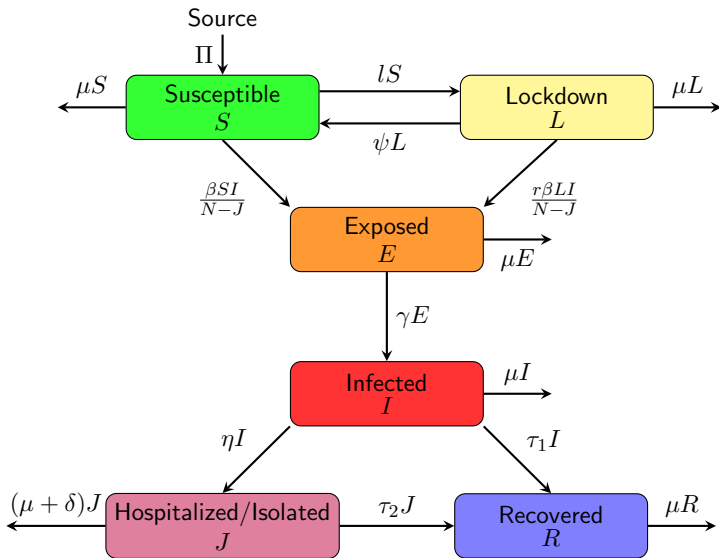 Source
Π
μS
Susceptible
S
lS
ψL
Lockdown
L
μL
βSI/(N−J)
rβLI/(N−J)
Exposed
E
μE
γE
Infected
I
μI
ηI
τ₁I
(μ + δ)J
Hospitalized/Isolated
J
τ₂J
Recovered
R
μR